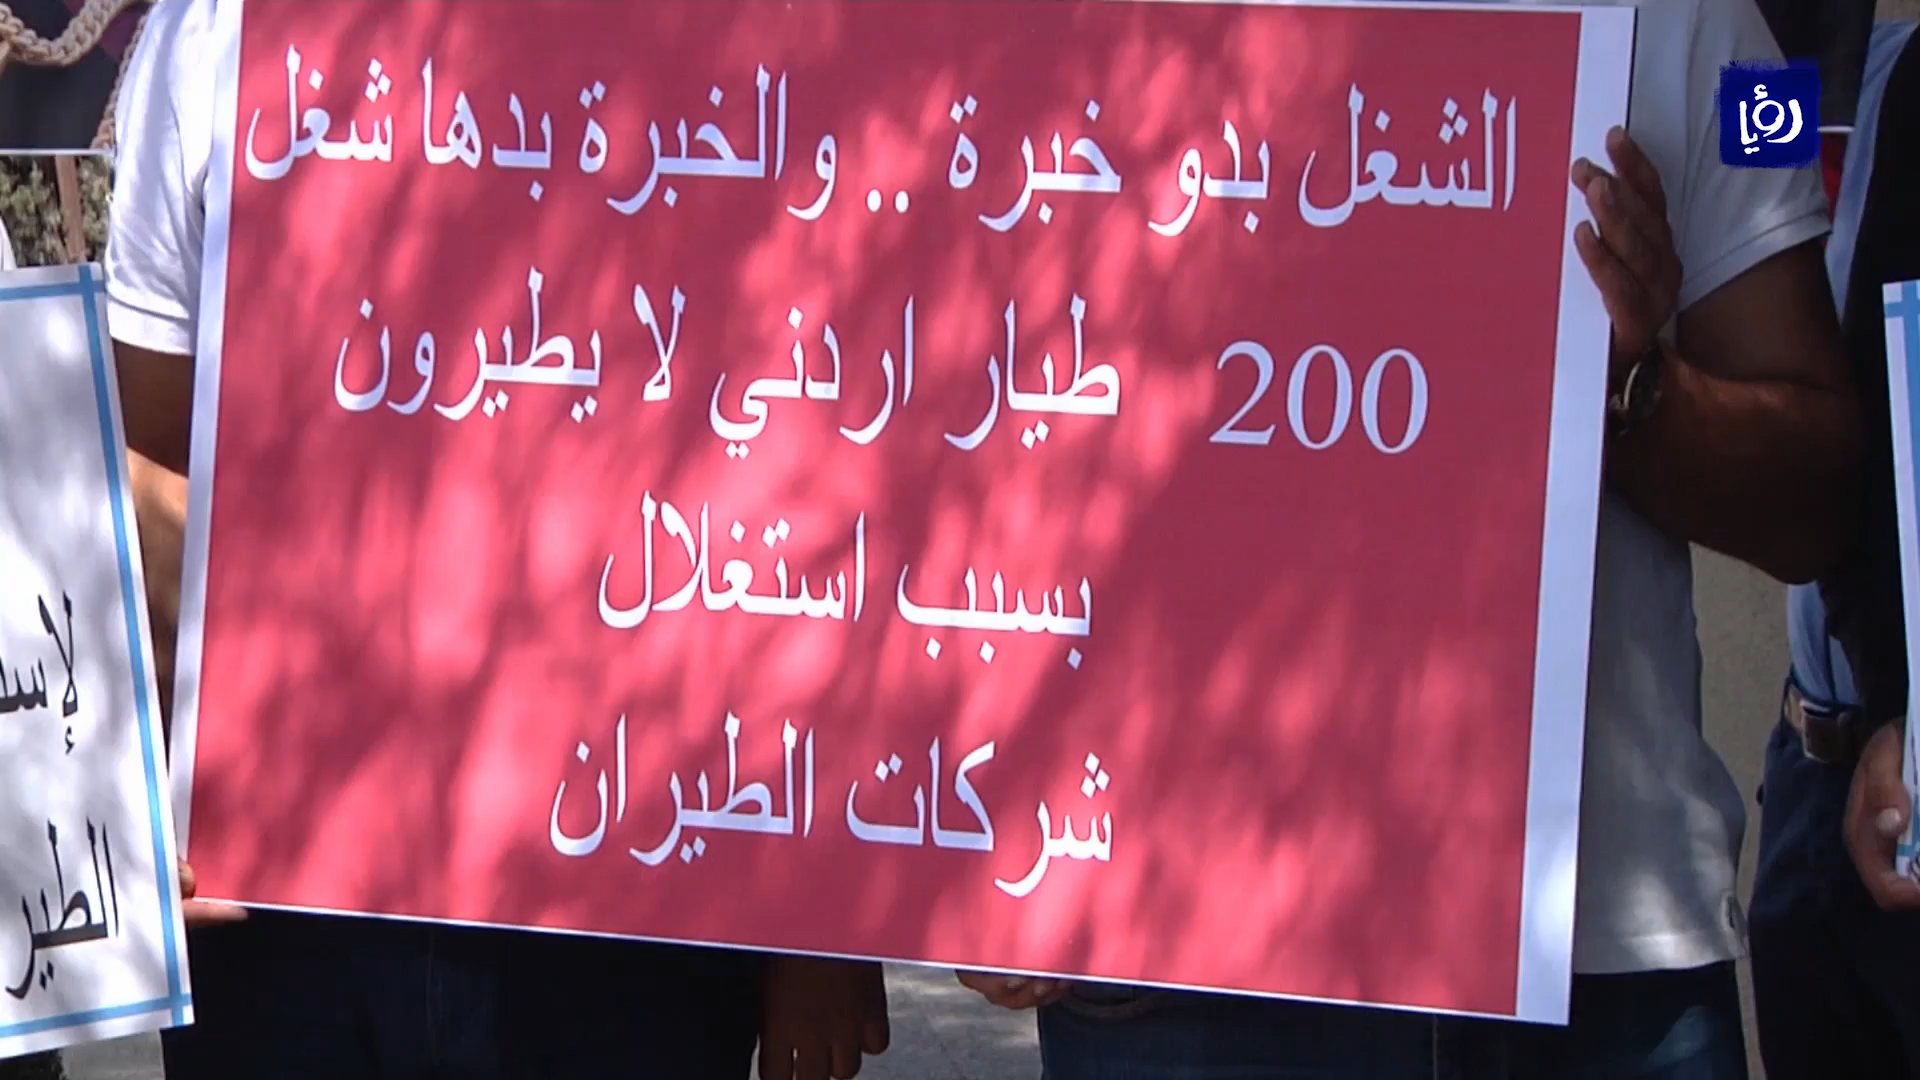 رؤيا
الشغل بدو خبرة .. والخبرة بدها شغل
200 طيار اردني لا يطيرون
بسبب استغلال
شركات الطيران